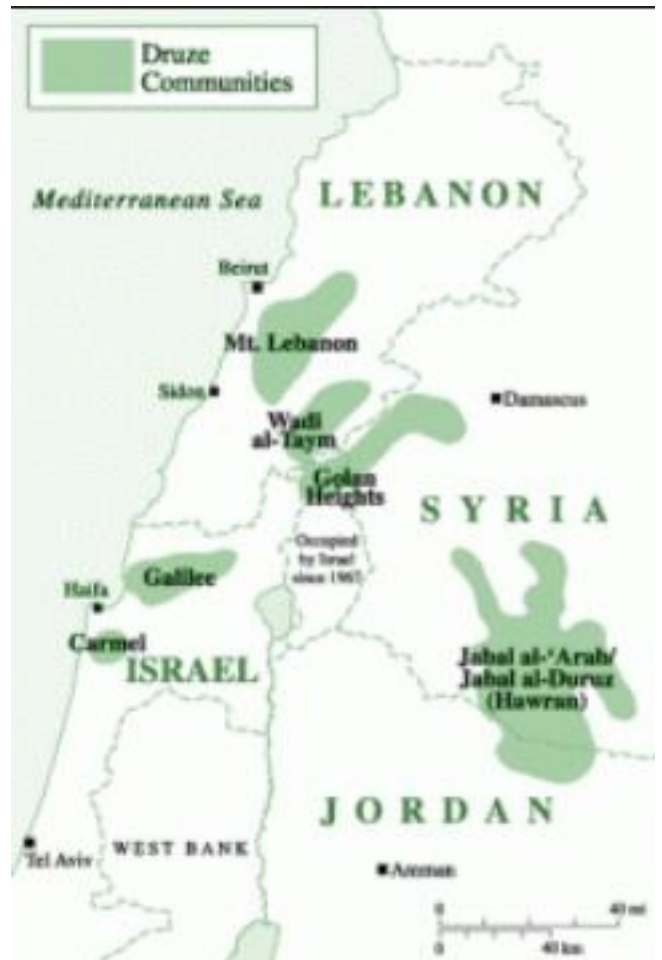 Druze
Communities
Mediterranean Sea
LEBANON
Beirut
Mt. Lebanon
Sidon
Damascus
Wadi
al-Taym
Golan
Heights
SYRIA
Occupied
by Israel
since 1967
Galilee
Haifa
Carmel
ISRAEL
Jabal al-'Arab/
Jabal al-Duruz
(Hawran)
JORDAN
WEST BANK
Tel Aviv
Amman
0 40 mi
0 40 km